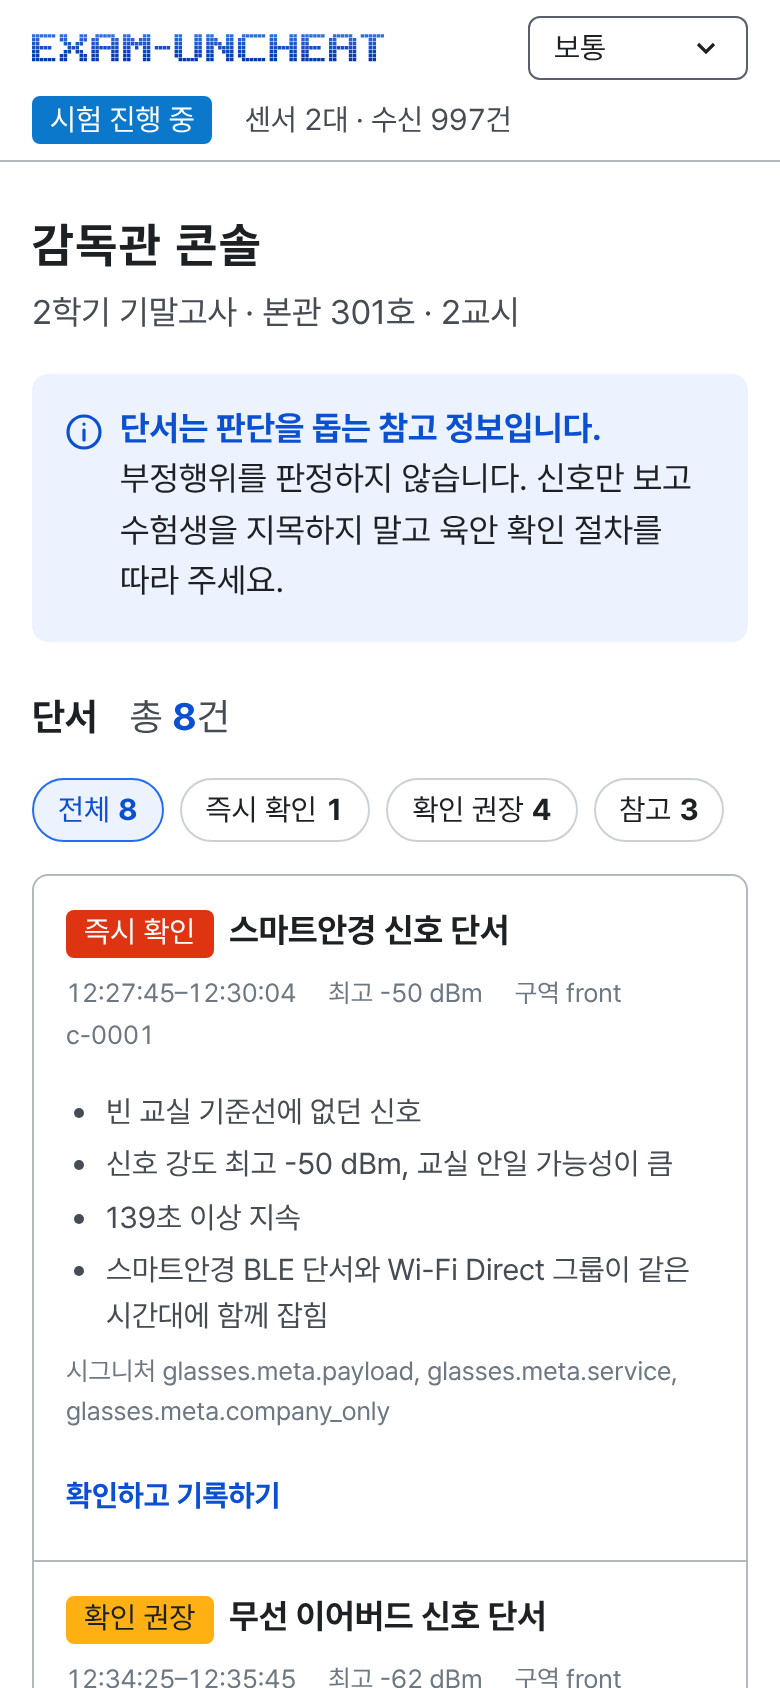 EXAM-UNCHEAT
보통
시험 진행 중 센서 2대 · 수신 997건
감독관 콘솔
2학기 기말고사 · 본관 301호 · 2교시
단서는 판단을 돕는 참고 정보입니다.
부정행위를 판정하지 않습니다. 신호만 보고
수험생을 지목하지 말고 육안 확인 절차를
따라 주세요.
단서 총 8건
전체 8 즉시 확인 1 확인 권장 4 참고 3
즉시 확인 스마트안경 신호 단서
12:27:45–12:30:04 최고 -50 dBm 구역 front
c-0001
빈 교실 기준선에 없던 신호
신호 강도 최고 -50 dBm, 교실 안일 가능성이 큼
139초 이상 지속
스마트안경 BLE 단서와 Wi-Fi Direct 그룹이 같은
시간대에 함께 잡힘
시그니처 glasses.meta.payload, glasses.meta.service,
glasses.meta.company_only
확인하고 기록하기
확인 권장 무선 이어버드 신호 단서
12:34:25–12:35:45 최고 -62 dBm 구역 front